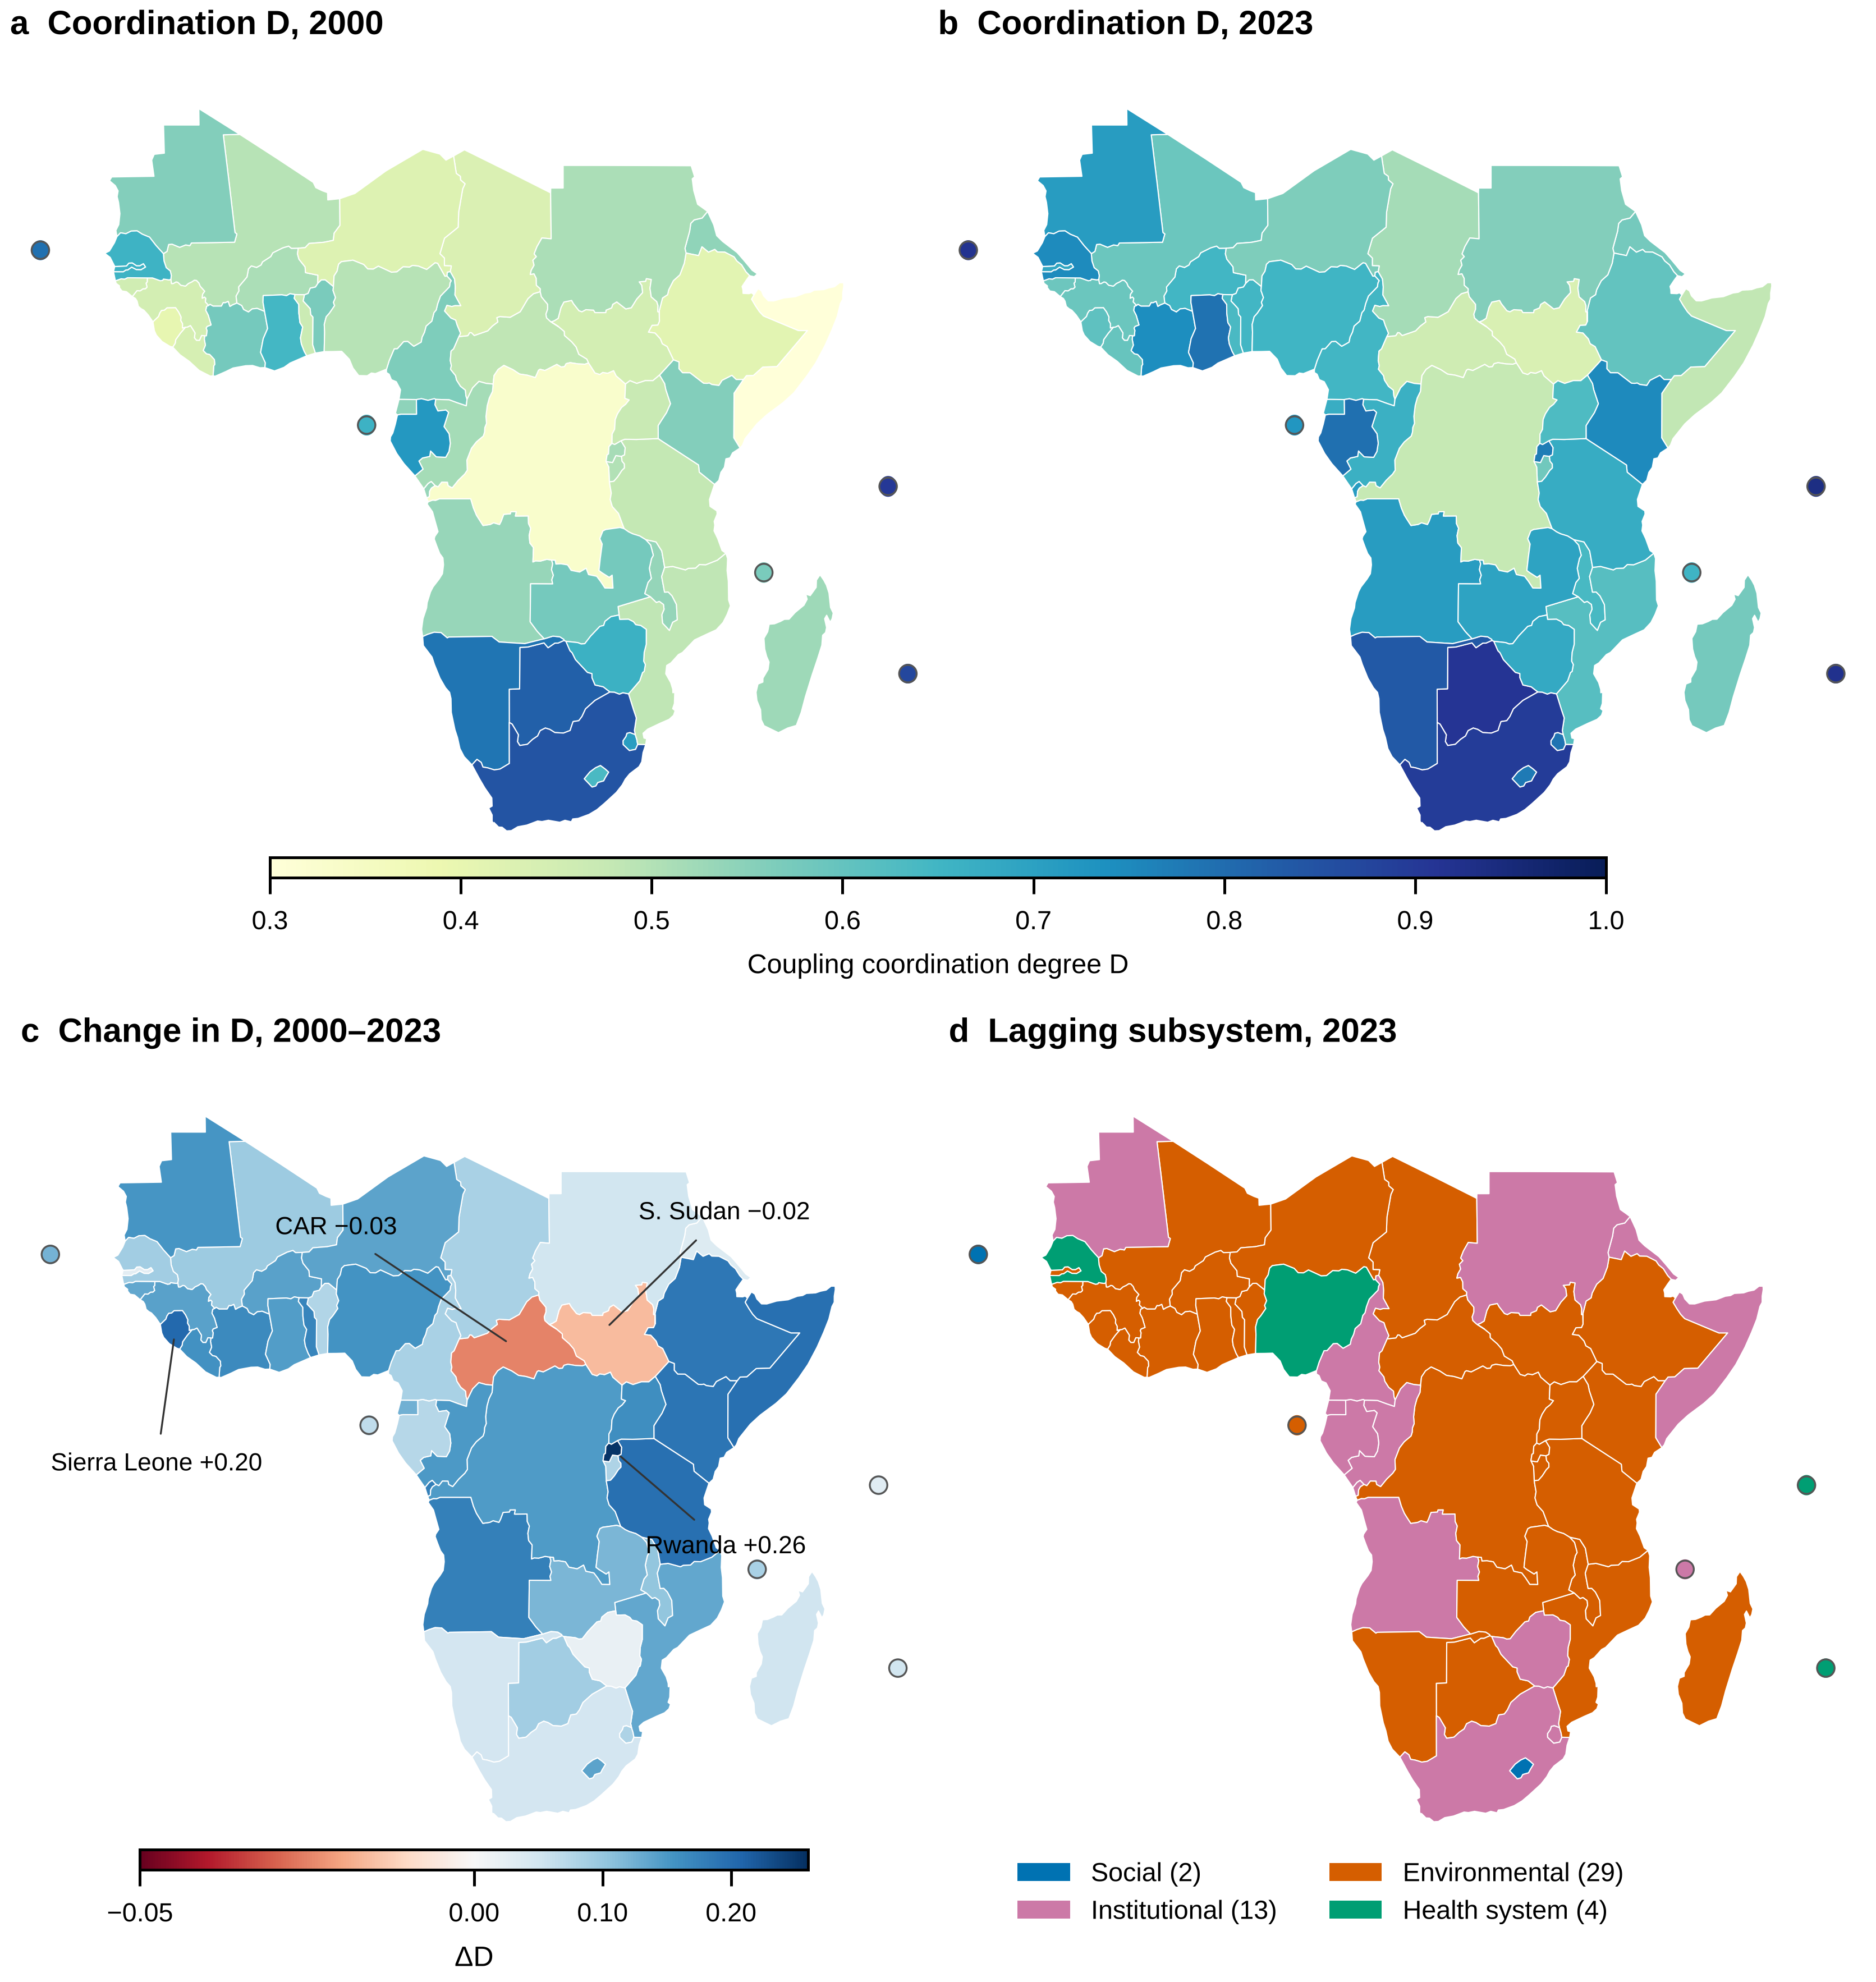 a Coordination D, 2000
b Coordination D, 2023
0.3 0.4 0.5 0.6 0.7 0.8 0.9 1.0
Coupling coordination degree D
c Change in D, 2000–2023
d Lagging subsystem, 2023
S. Sudan −0.02
CAR −0.03
Sierra Leone +0.20
Rwanda +0.26
−0.05 0.00 0.10 0.20
ΔD
Social (2)
Institutional (13)
Environmental (29)
Health system (4)